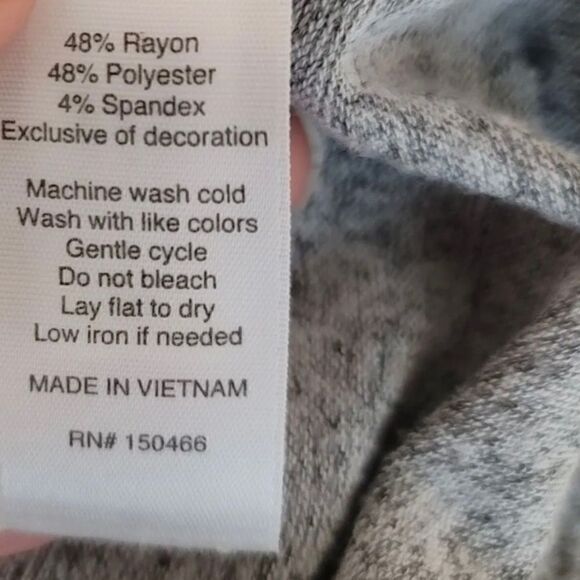 48% Rayon
48% Polyester
4% Spandex
Exclusive of decoration
Machine wash cold
Wash with like colors
Gentle cycle
Do not bleach
Lay flat to dry
Low iron if needed
MADE IN VIETNAM
RN# 150466